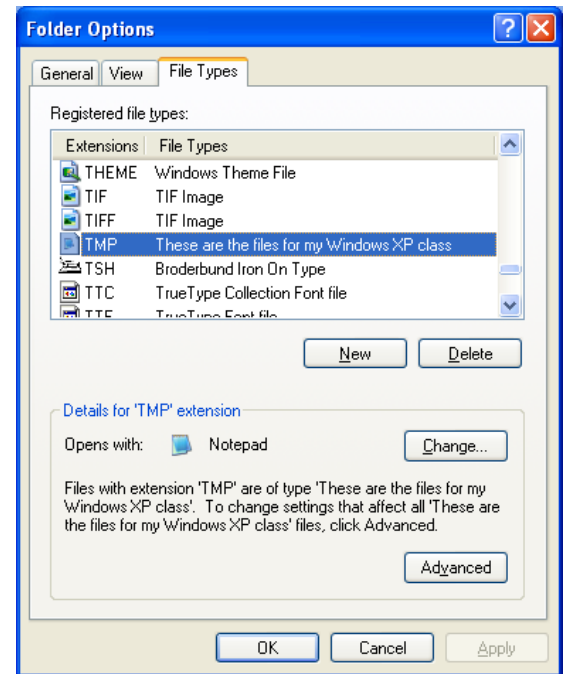 Folder Options
General View File Types
Registered file types:
Extensions File Types
THEME Windows Theme File
TIF TIF Image
TIFF TIF Image
TMP These are the files for my Windows XP class
TSH Broderbund Iron On Type
TTC TrueType Collection Font file
TTF TrueType Font file
New Delete
Details for 'TMP' extension
Opens with: Notepad Change...
Files with extension 'TMP' are of type 'These are the files for my
Windows XP class'. To change settings that affect all 'These are
the files for my Windows XP class' files, click Advanced.
Advanced
OK Cancel Apply